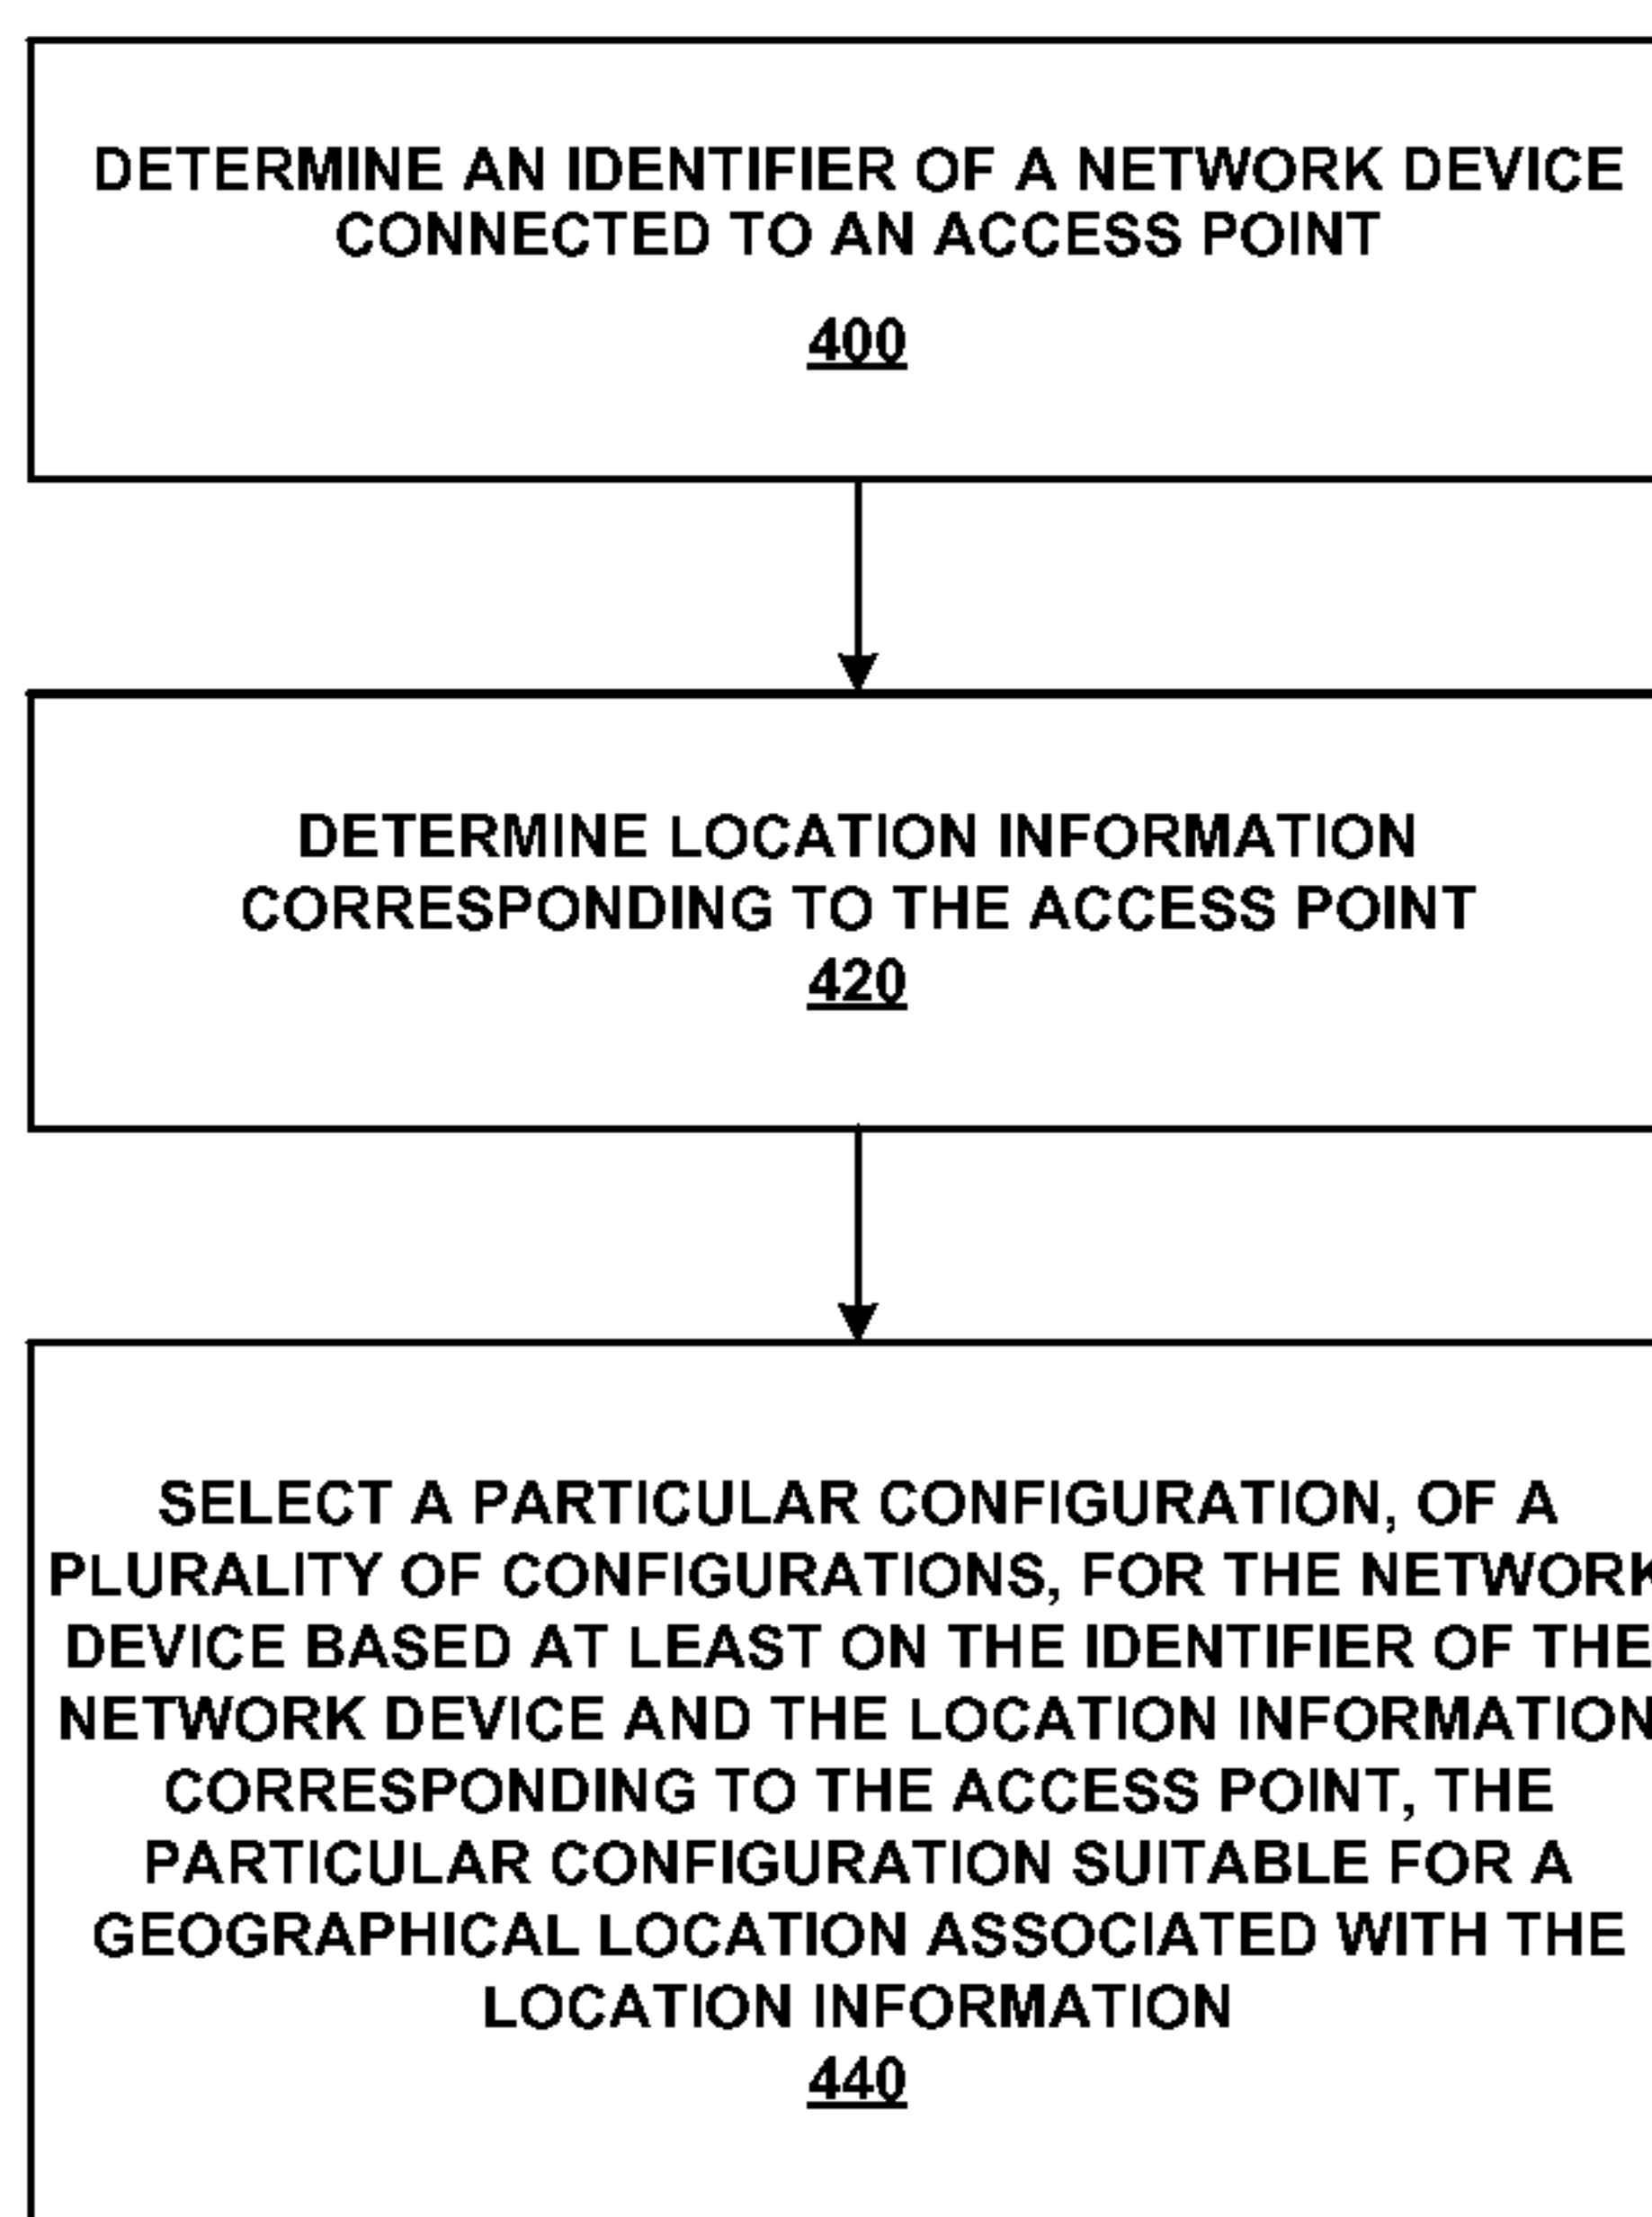 DETERMINE AN IDENTIFIER OF A NETWORK DEVICE
CONNECTED TO AN ACCESS POINT
400
DETERMINE LOCATION INFORMATION
CORRESPONDING TO THE ACCESS POINT
420
SELECT A PARTICULAR CONFIGURATION, OF A
PLURALITY OF CONFIGURATIONS, FOR THE NETWORK
DEVICE BASED AT LEAST ON THE IDENTIFIER OF THE
NETWORK DEVICE AND THE LOCATION INFORMATION
CORRESPONDING TO THE ACCESS POINT, THE
PARTICULAR CONFIGURATION SUITABLE FOR A
GEOGRAPHICAL LOCATION ASSOCIATED WITH THE
LOCATION INFORMATION
440